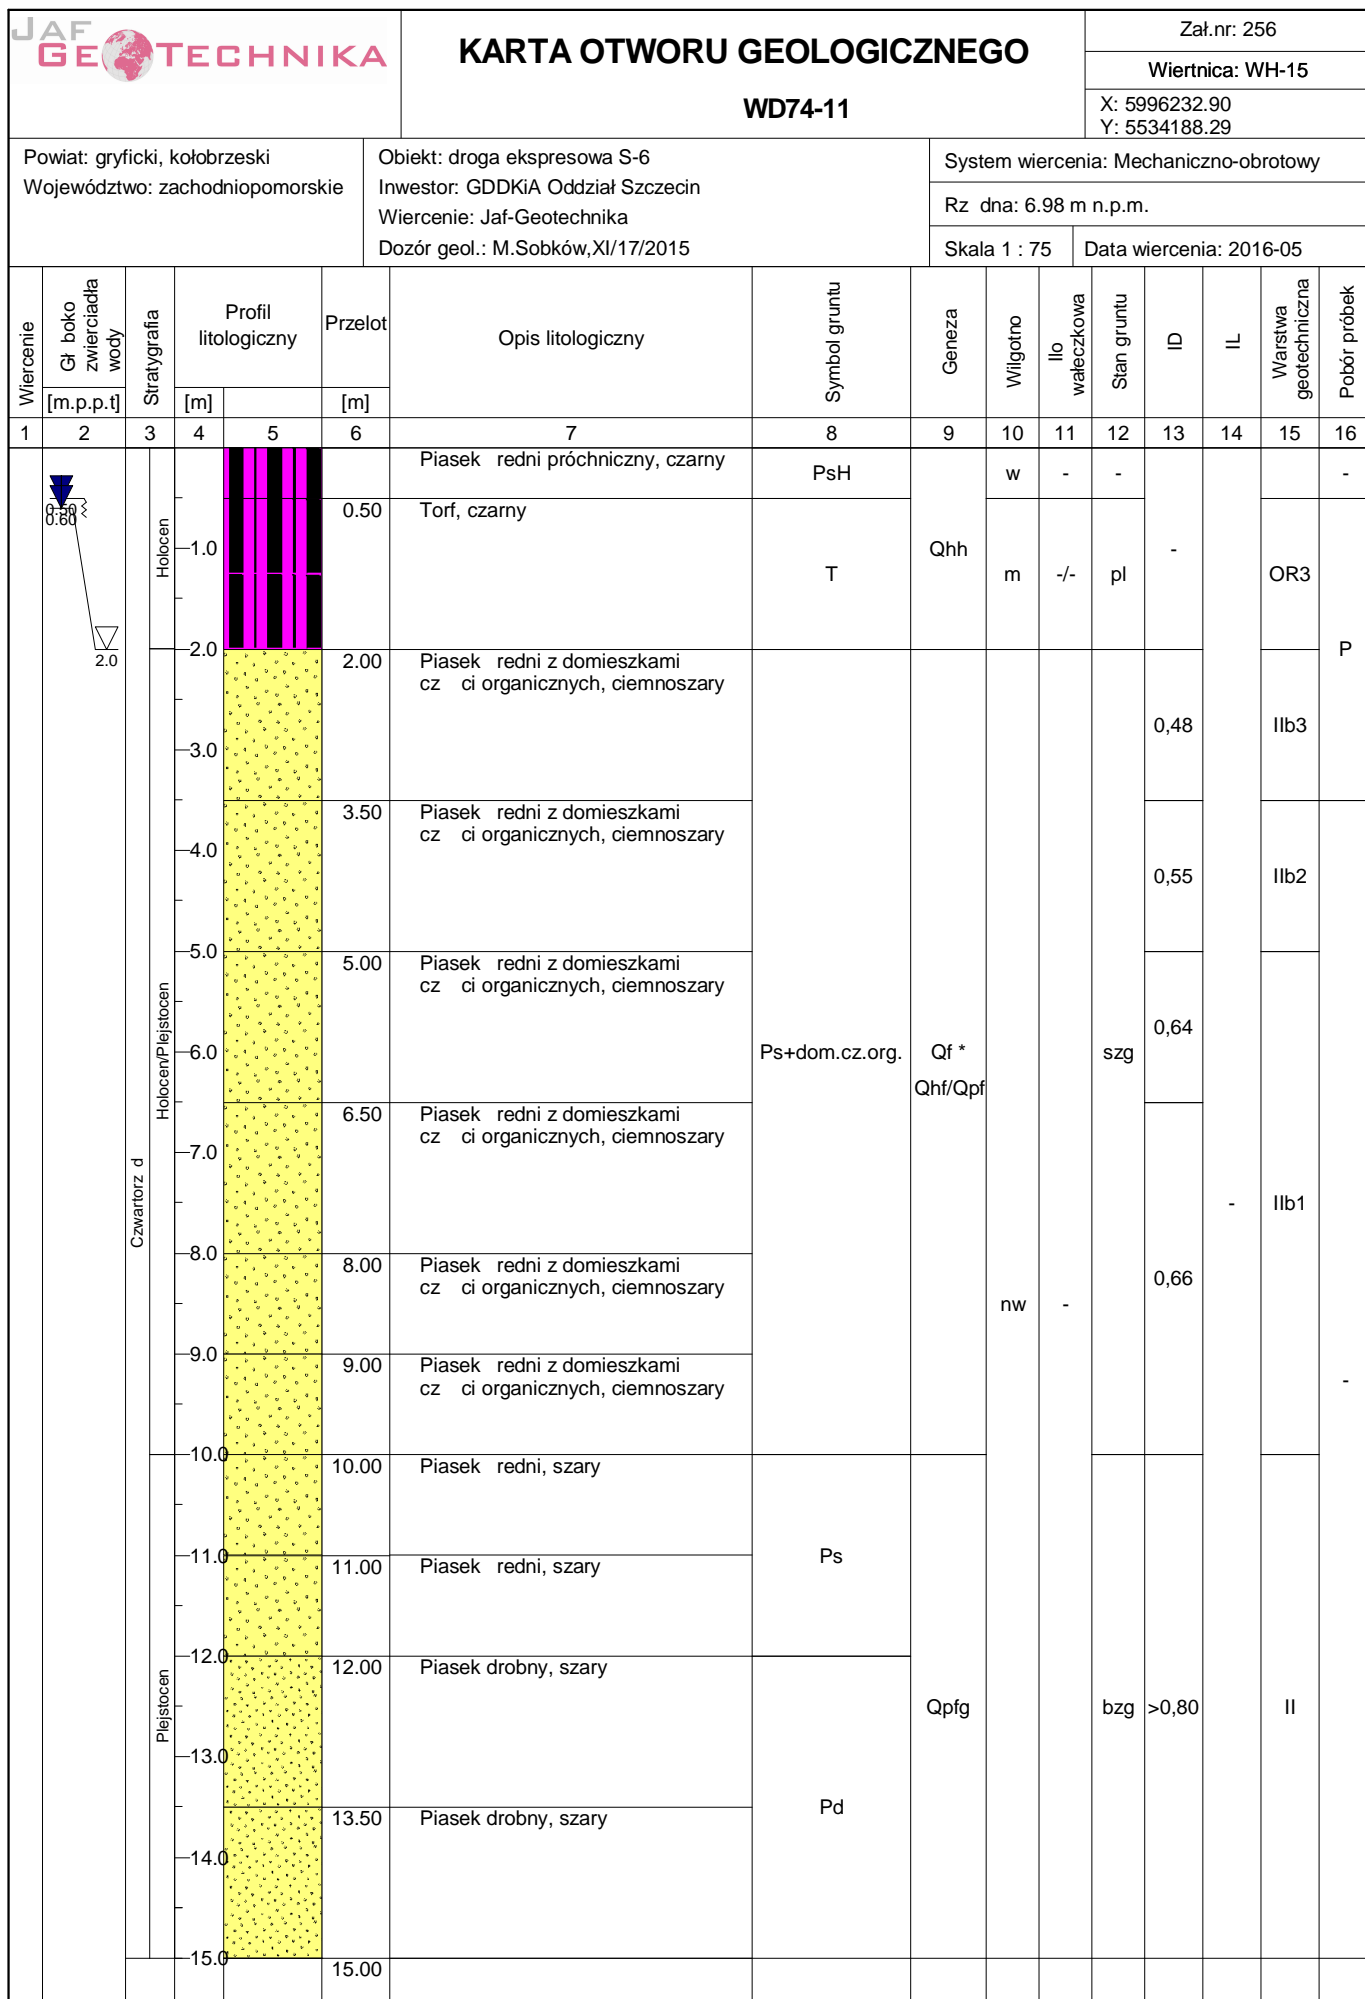 JAF
GEOTECHNIKA
KARTA OTWORU GEOLOGICZNEGO
WD74-11
Zał.nr: 256
Wiertnica: WH-15
X: 5996232.90
Y: 5534188.29
Powiat: gryficki, kołobrzeski
Województwo: zachodniopomorskie
Obiekt: droga ekspresowa S-6
Inwestor: GDDKiA Oddział Szczecin
Wiercenie: Jaf-Geotechnika
Dozór geol.: M.Sobków,XI/17/2015
System wiercenia: Mechaniczno-obrotowy
Rz dna: 6.98 m n.p.m.
Skala 1 : 75
Data wiercenia: 2016-05
Wiercenie
Gł boko
zwierciadła
wody
[m.p.p.t]
Stratygrafia
Profil
litologiczny
[m]
Przelot
[m]
Opis litologiczny
Symbol gruntu
Geneza
Wilgotno
Ilo
wałeczkowa
Stan gruntu
ID
IL
Warstwa
geotechniczna
Pobór próbek
1 2 3 4 5 6 7 8 9 10 11 12 13 14 15 16
Piasek redni próchniczny, czarny
PsH
w - - -
0.50
0.60
0.50 Torf, czarny
Holocen
1.0
Qhh
-
T
m -/- pl OR3
2.0
2.0
P
2.00 Piasek redni z domieszkami
cz ci organicznych, ciemnoszary
0,48 IIb3
3.0
3.50 Piasek redni z domieszkami
cz ci organicznych, ciemnoszary
4.0
0,55 IIb2
5.0
5.00 Piasek redni z domieszkami
cz ci organicznych, ciemnoszary
0,64
Holocen/Plejstocen
6.0
Ps+dom.cz.org.
Qf *
Qhf/Qpf
szg
6.50 Piasek redni z domieszkami
cz ci organicznych, ciemnoszary
7.0
Czwartorz d
- IIb1
8.0
8.00 Piasek redni z domieszkami
cz ci organicznych, ciemnoszary
0,66
nw -
9.0
9.00 Piasek redni z domieszkami
cz ci organicznych, ciemnoszary
-
10.0
10.00 Piasek redni, szary
11.0
Ps
11.00 Piasek redni, szary
12.0
12.00 Piasek drobny, szary
Plejstocen
Qpfg
bzg >0,80 II
13.0
Pd
13.50 Piasek drobny, szary
14.0
15.0
15.00